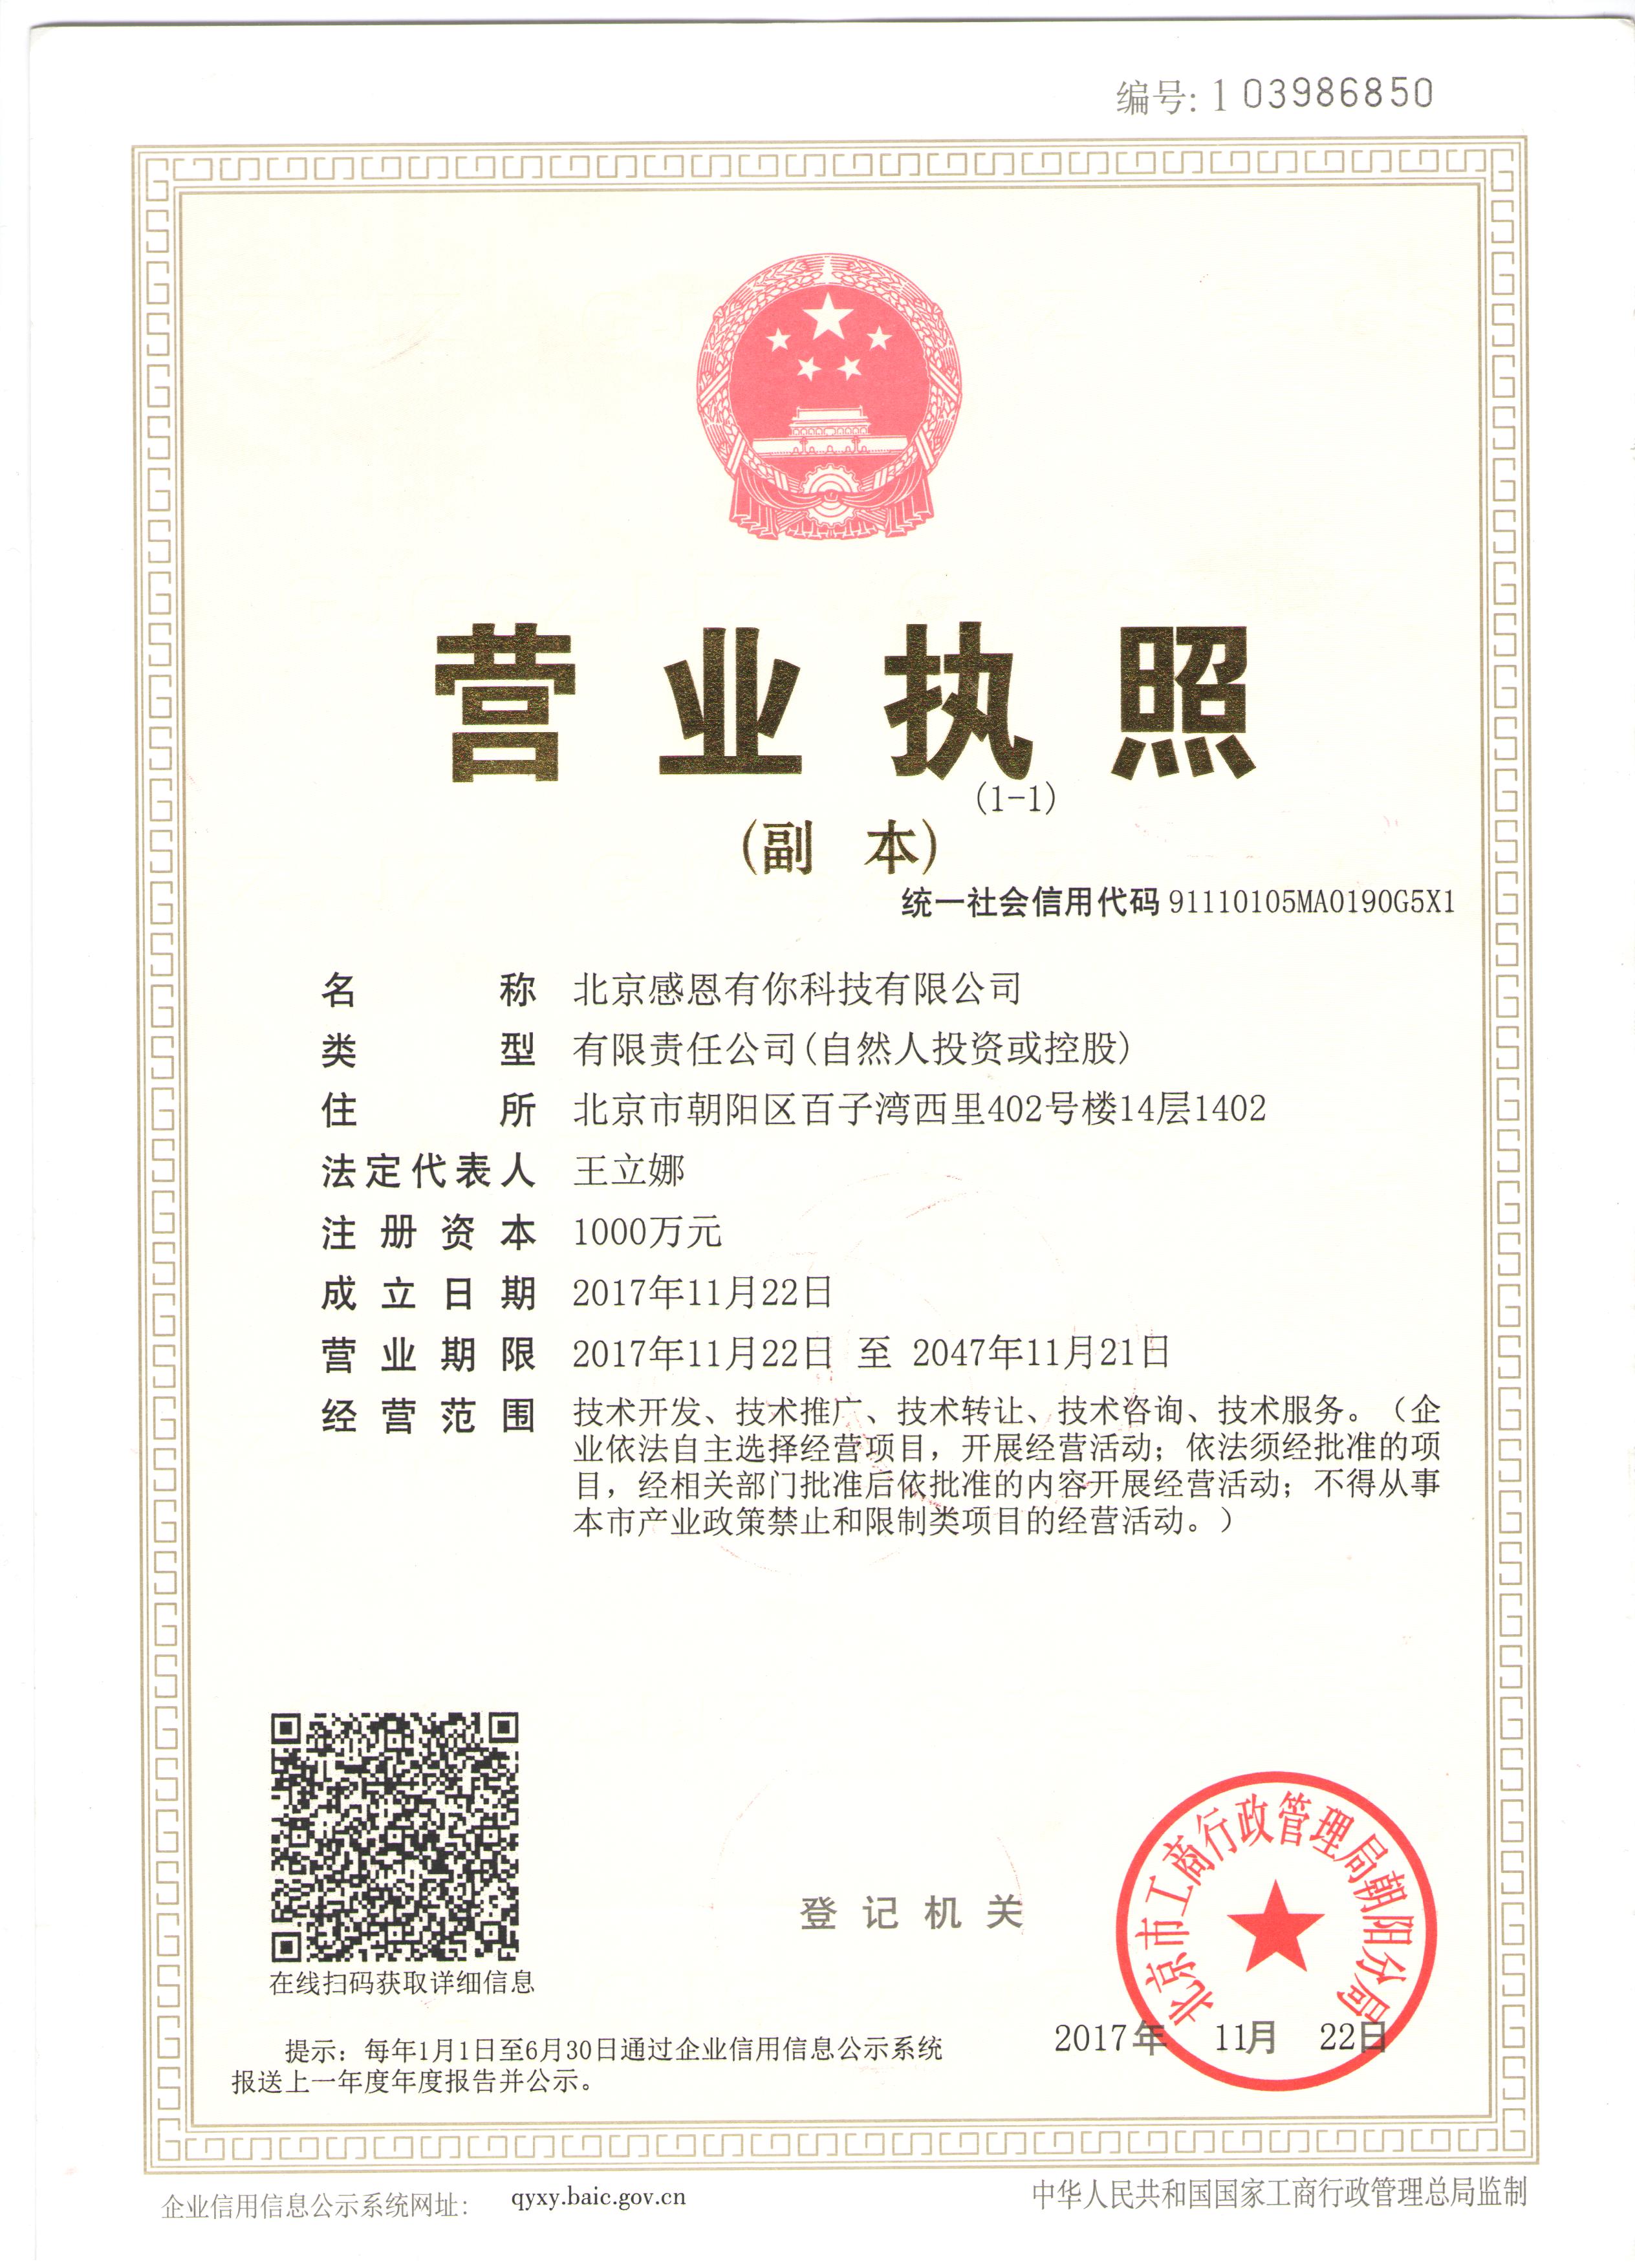 编号: 1 03986850
营业执照
(1-1)
(副 本)
统一社会信用代码 91110105MA0190G5X1
名 称 北京感恩有你科技有限公司
类 型 有限责任公司(自然人投资或控股)
住 所 北京市朝阳区百子湾西里402号楼14层1402
法定代表人 王立娜
注册资本 1000万元
成立日期 2017年11月22日
营业期限 2017年11月22日 至 2047年11月21日
经营范围 技术开发、技术推广、技术转让、技术咨询、技术服务。（企
业依法自主选择经营项目，开展经营活动；依法须经批准的项
目，经相关部门批准后依批准的内容开展经营活动；不得从事
本市产业政策禁止和限制类项目的经营活动。）
在线扫码获取详细信息
登记机关
北京市工商行政管理局朝阳分局
2017年 11月 22日
提示：每年1月1日至6月30日通过企业信用信息公示系统
报送上一年度年度报告并公示。
企业信用信息公示系统网址： qyxy.baic.gov.cn
中华人民共和国国家工商行政管理总局监制